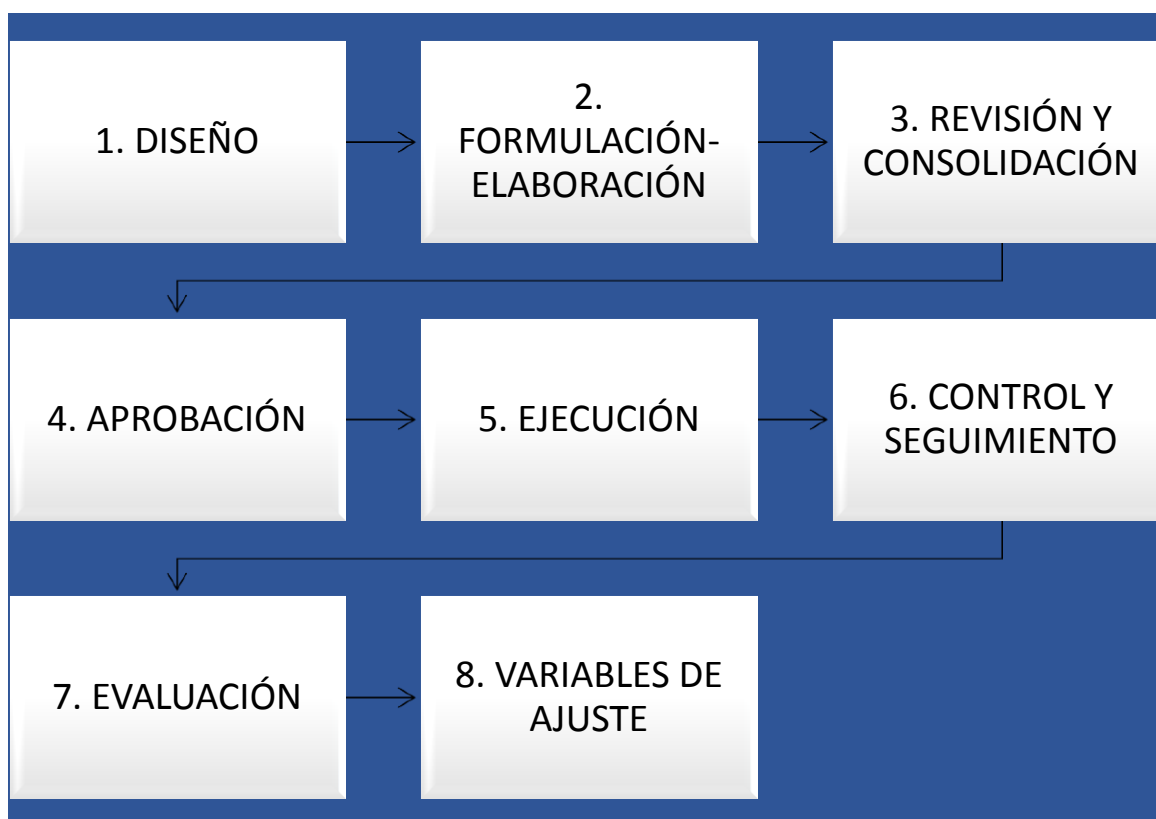 1. DISEÑO
2.
FORMULACIÓN-
ELABORACIÓN
3. REVISIÓN Y
CONSOLIDACIÓN
4. APROBACIÓN
5. EJECUCIÓN
6. CONTROL Y
SEGUIMIENTO
7. EVALUACIÓN
8. VARIABLES DE
AJUSTE